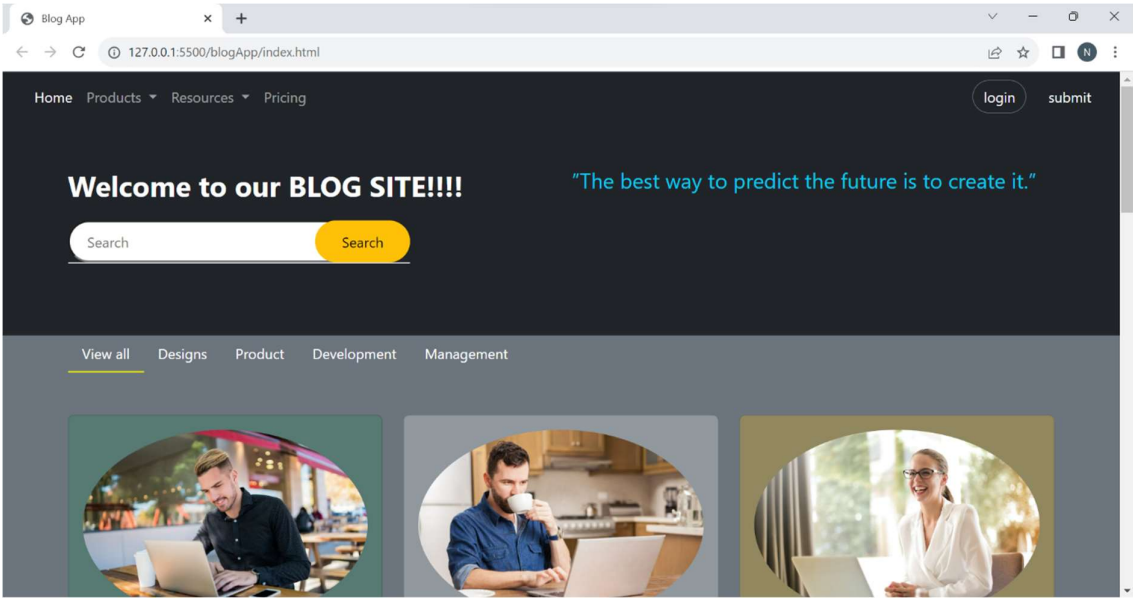 Blog App
127.0.0.1:5500/blogApp/index.html
N
Home Products Resources Pricing login submit
Welcome to our BLOG SITE!!!!
"The best way to predict the future is to create it."
Search Search
View all Designs Product Development Management